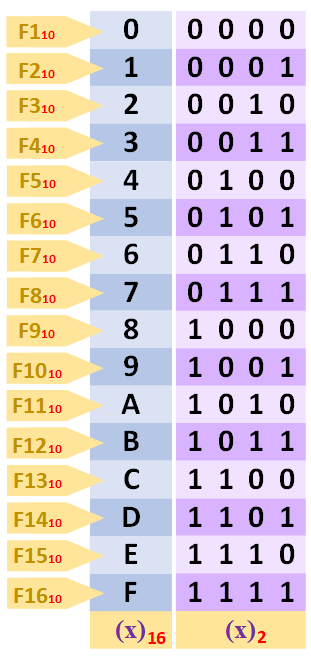 F1₁₀ 0 0 0 0 0
F2₁₀ 1 0 0 0 1
F3₁₀ 2 0 0 1 0
F4₁₀ 3 0 0 1 1
F5₁₀ 4 0 1 0 0
F6₁₀ 5 0 1 0 1
F7₁₀ 6 0 1 1 0
F8₁₀ 7 0 1 1 1
F9₁₀ 8 1 0 0 0
F10₁₀ 9 1 0 0 1
F11₁₀ A 1 0 1 0
F12₁₀ B 1 0 1 1
F13₁₀ C 1 1 0 0
F14₁₀ D 1 1 0 1
F15₁₀ E 1 1 1 0
F16₁₀ F 1 1 1 1
(x)₁₆ (x)₂